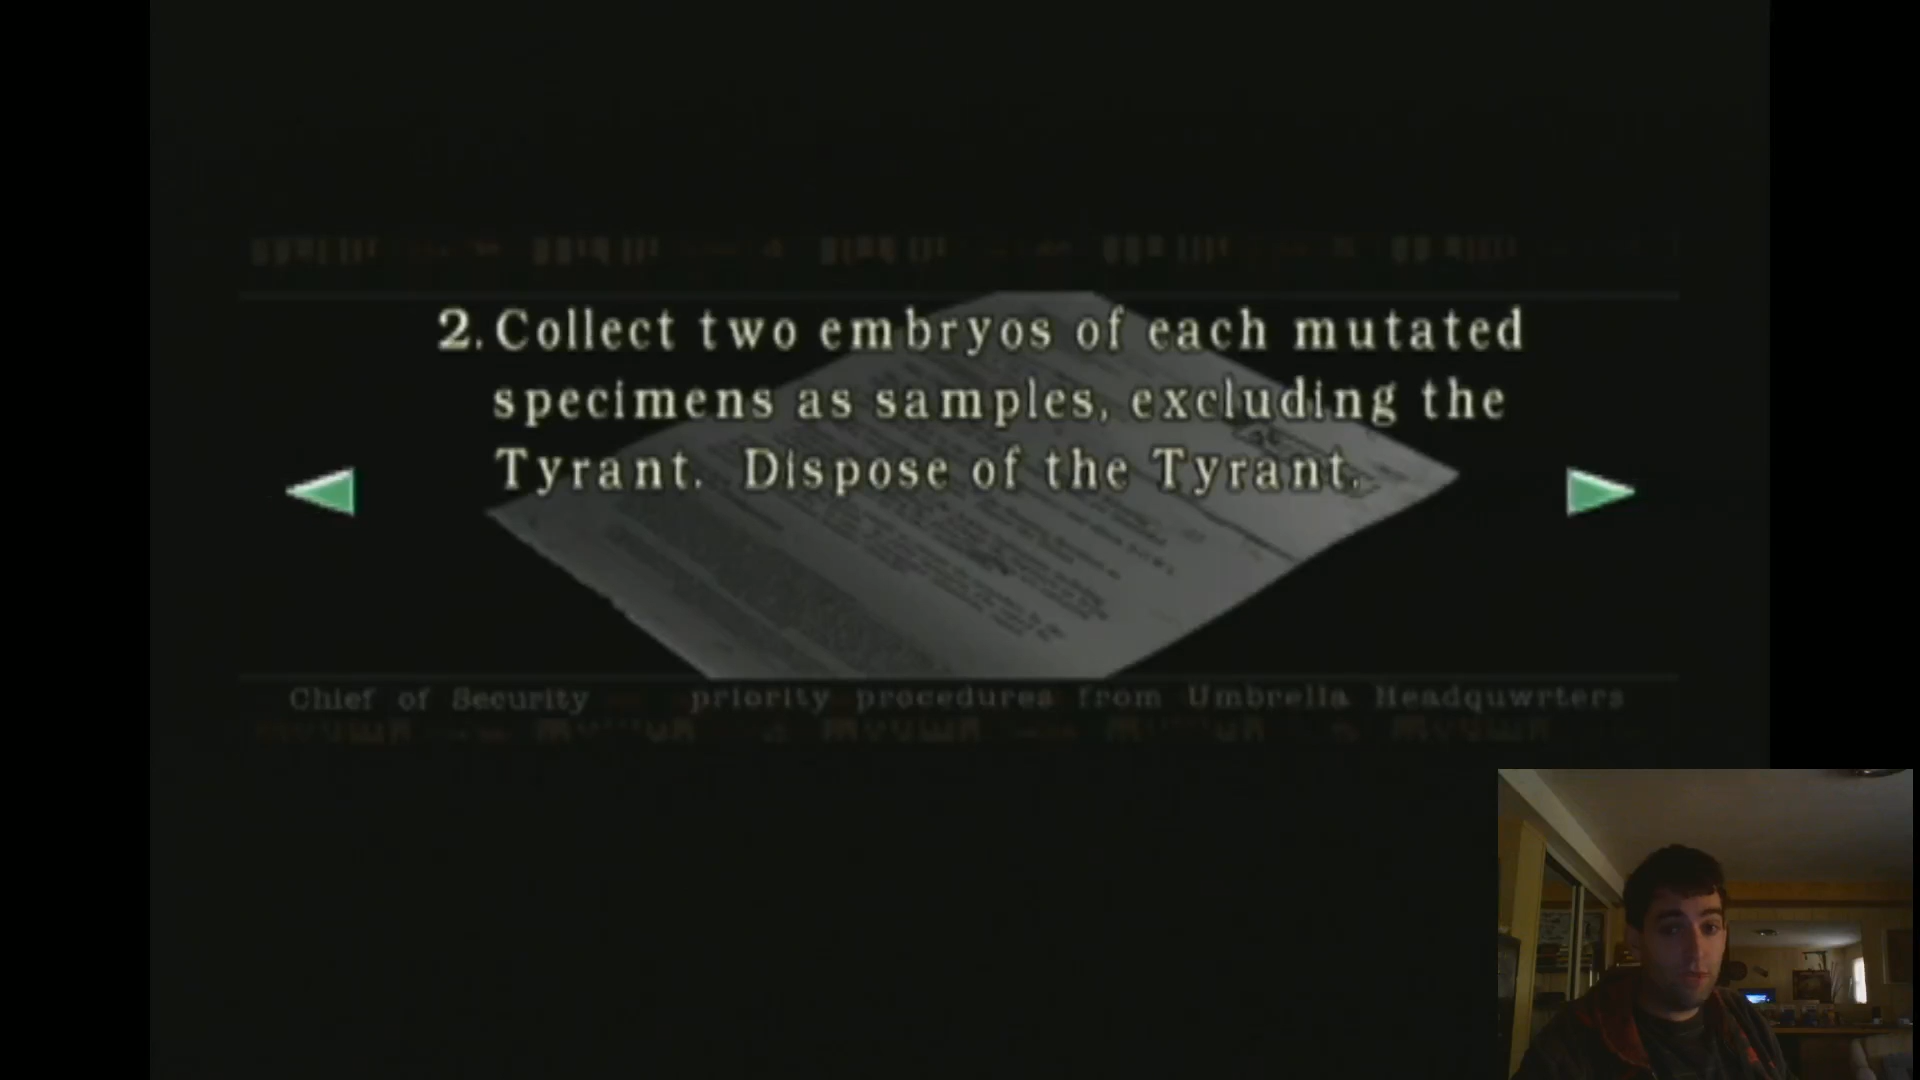 2. Collect two embryos of each mutated
specimens as samples, excluding the
Tyrant. Dispose of the Tyrant.
Chief of Security priority procedures from Umbrella Headquwrters